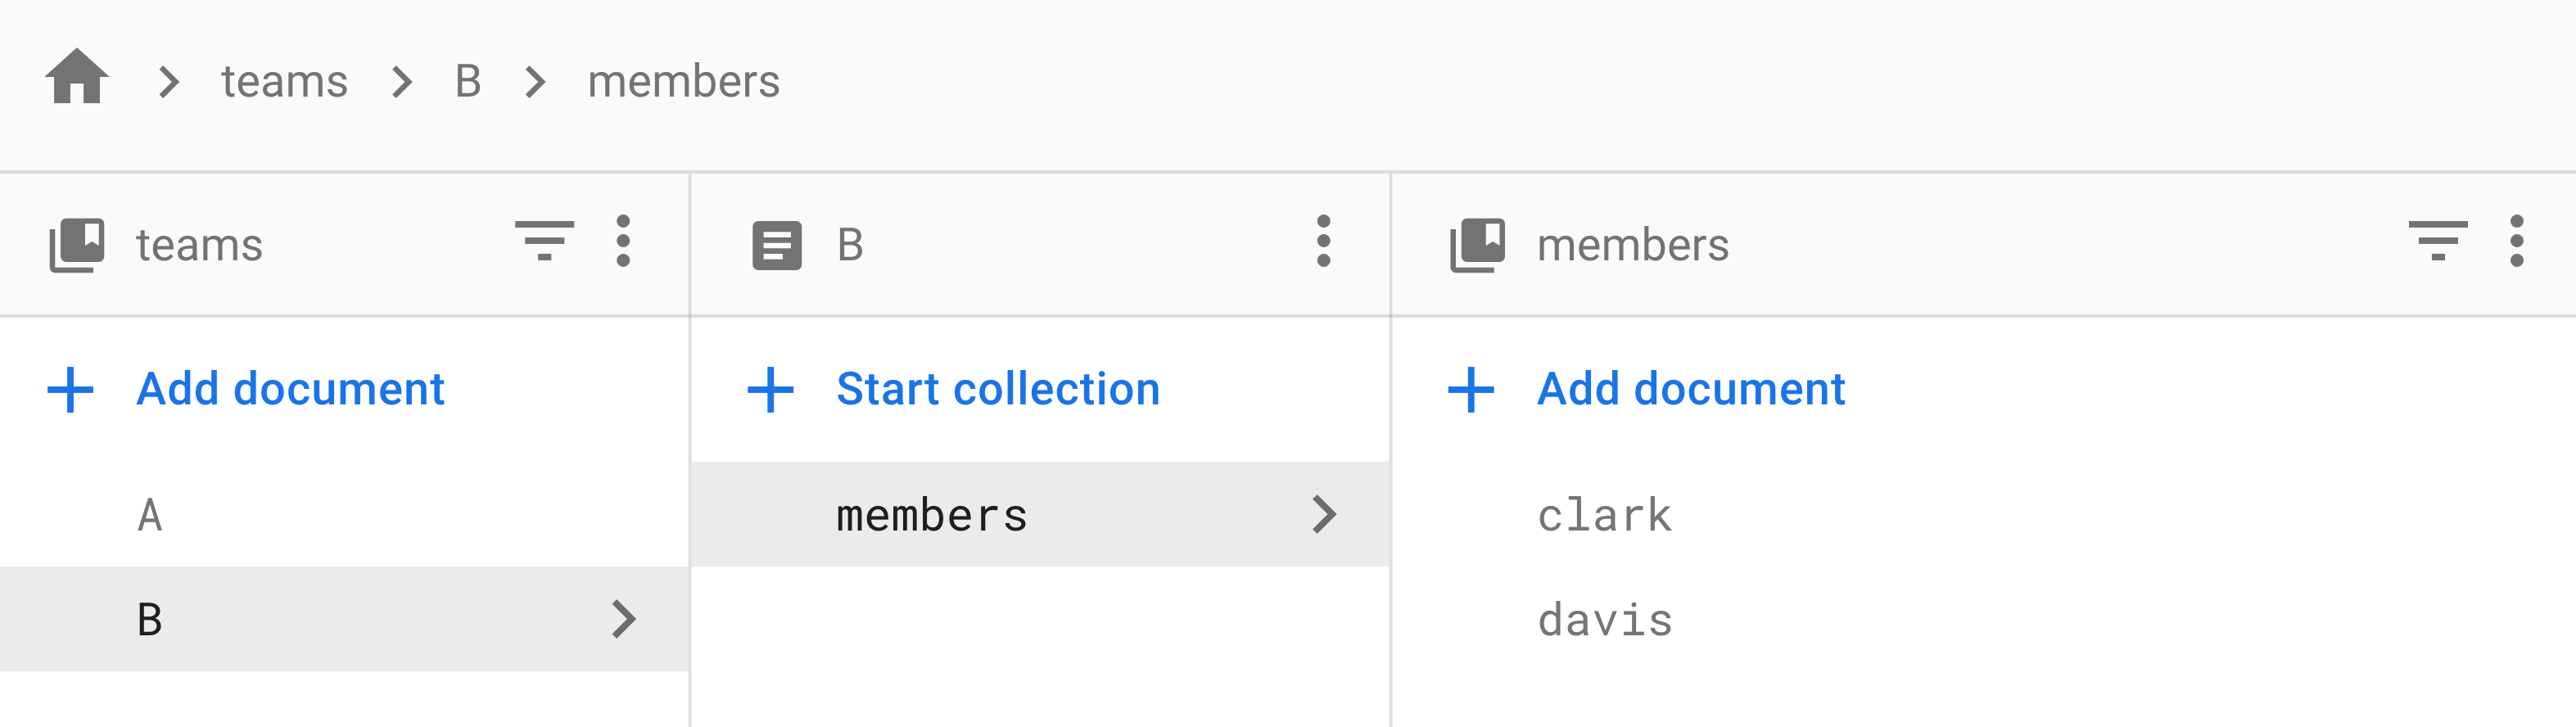 teams > B > members
teams
B
members
Add document
Start collection
Add document
A
members
clark
B
davis